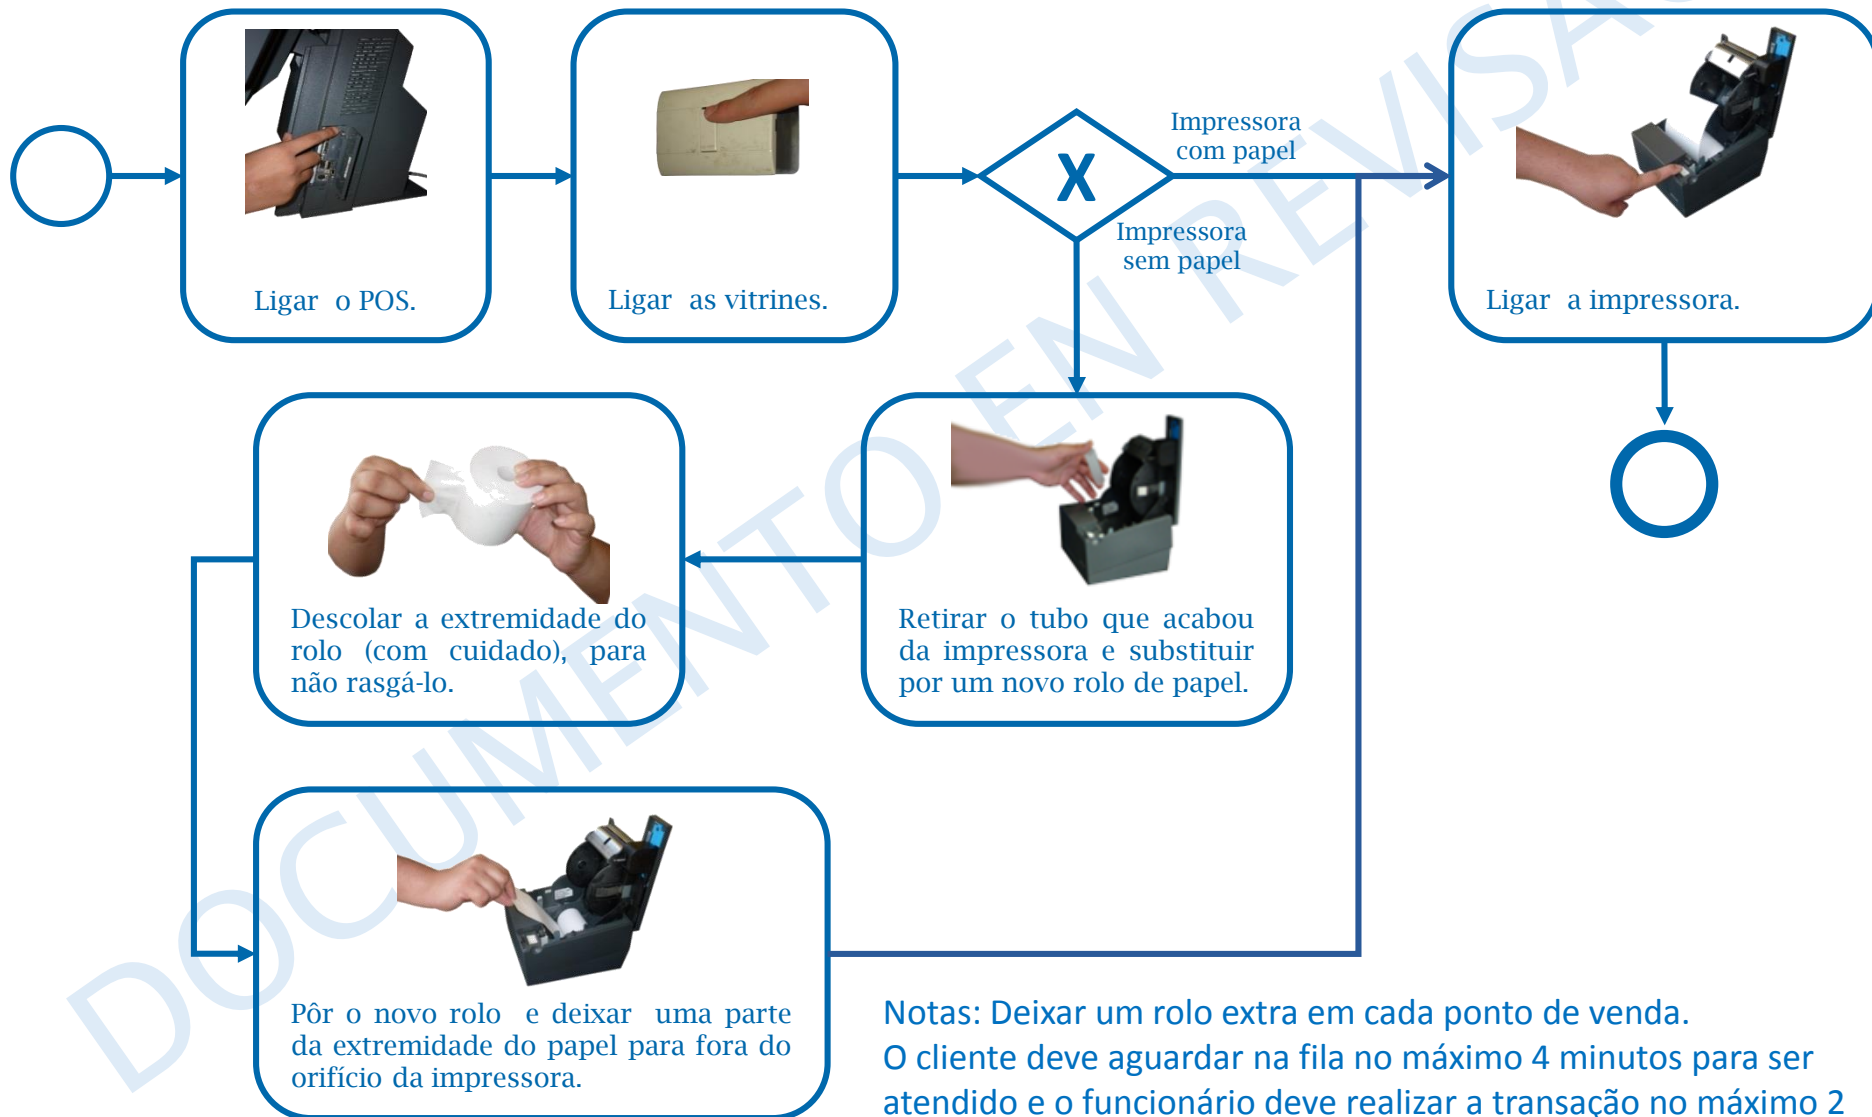 Ligar o POS.
Ligar as vitrines.
X
Impressora
com papel
Impressora
sem papel
Ligar a impressora.
Retirar o tubo que acabou
da impressora e substituir
por um novo rolo de papel.
Descolar a extremidade do
rolo (com cuidado), para
não rasgá-lo.
Pôr o novo rolo e deixar uma parte
da extremidade do papel para fora do
orifício da impressora.
Notas: Deixar um rolo extra em cada ponto de venda.
O cliente deve aguardar na fila no máximo 4 minutos para ser
atendido e o funcionário deve realizar a transação no máximo 2
DOCUMENTO EN REVISA